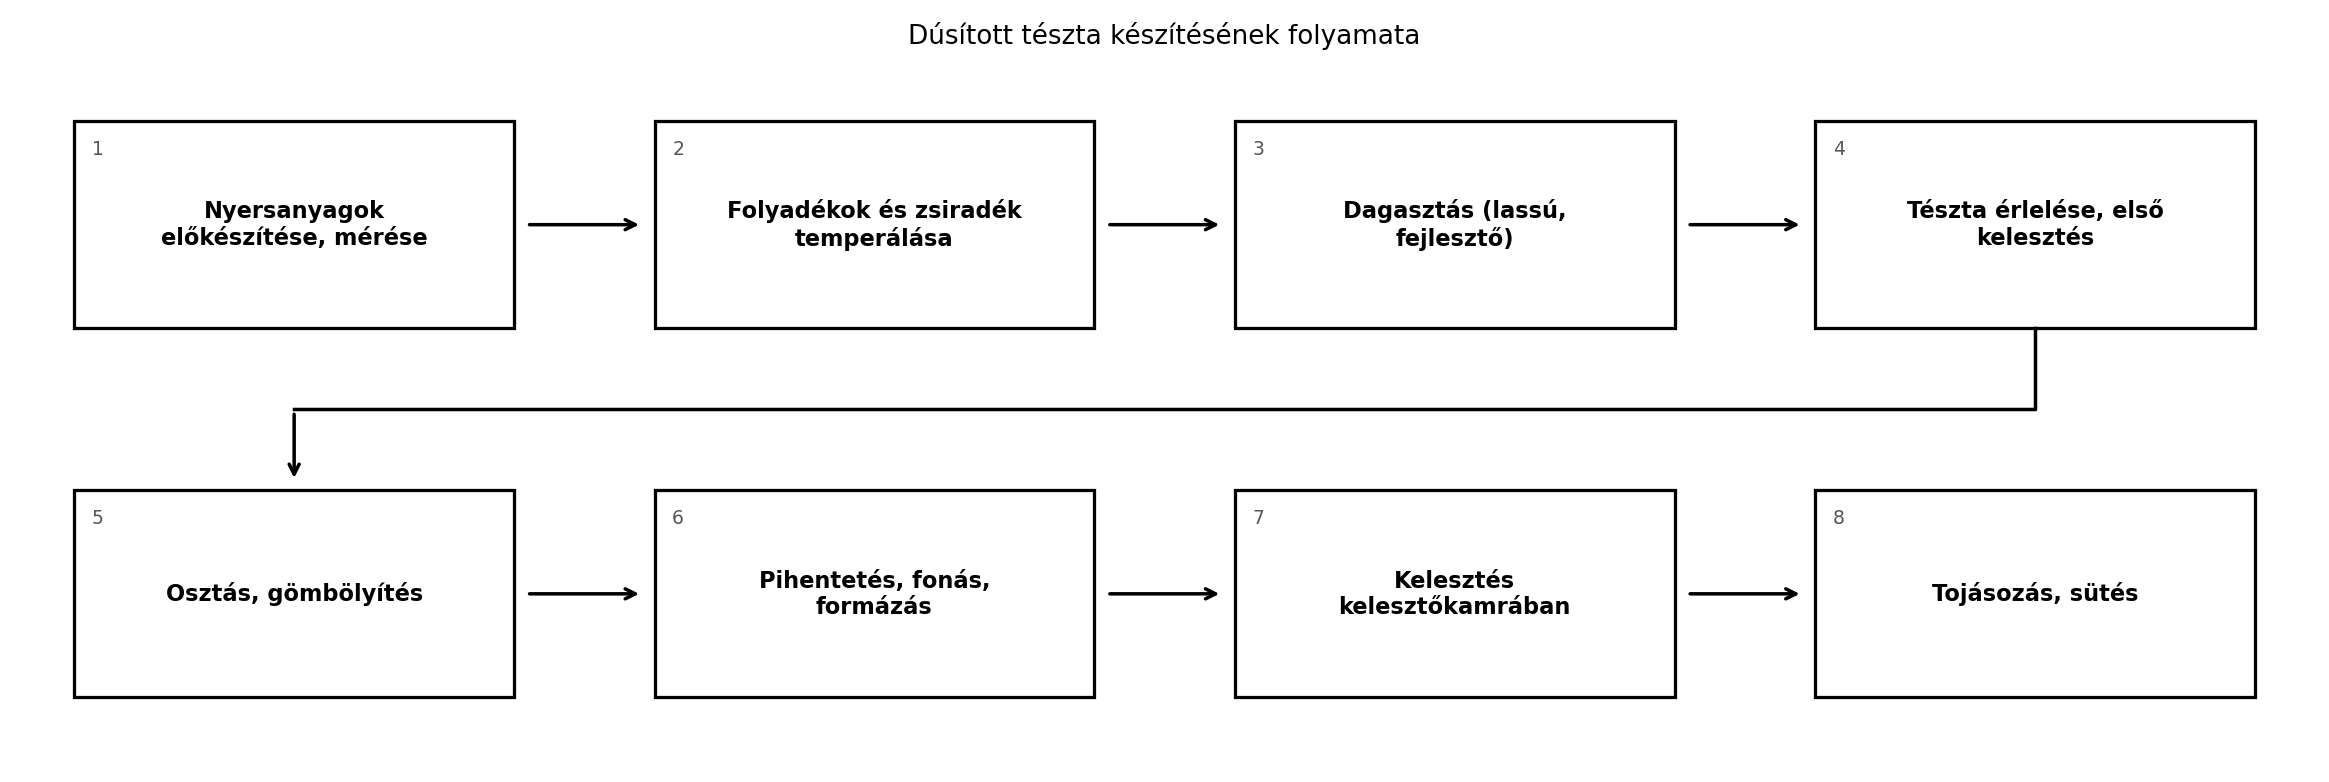 Dúsított tészta készítésének folyamata
1
Nyersanyagok
előkészítése, mérése
2
Folyadékok és zsiradék
temperálása
3
Dagasztás (lassú,
fejlesztő)
4
Tészta érlelése, első
kelesztés
5
Osztás, gömbölyítés
6
Pihentetés, fonás,
formázás
7
Kelesztés
kelesztőkamrában
8
Tojásozás, sütés